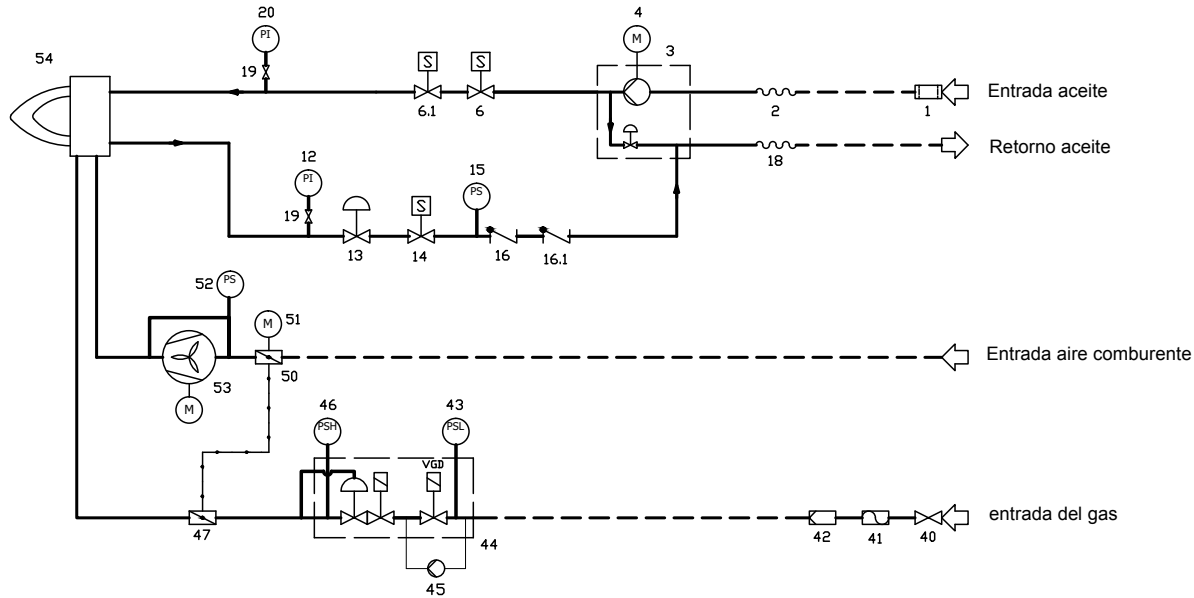 20
PI
19
54
S
S
6.1
6
4
M
3
2
1
Entrada aceite
18
Retorno aceite
12
PI
19
13
S
14
15
PS
16
16.1
52
PS
M
51
50
53
M
Entrada aire comburente
46
PSH
43
PSL
VGD
47
44
45
42
41
40
entrada del gas